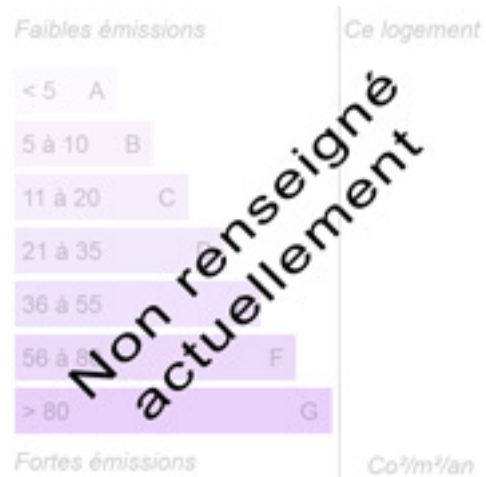 Faibles émissions Ce logement
< 5 A
5 à 10 B
11 à 20 C
21 à 35 D
36 à 55
56 à 80 F
> 80 G
Fortes émissions Co²/m²/an
Non renseigné
actuellement